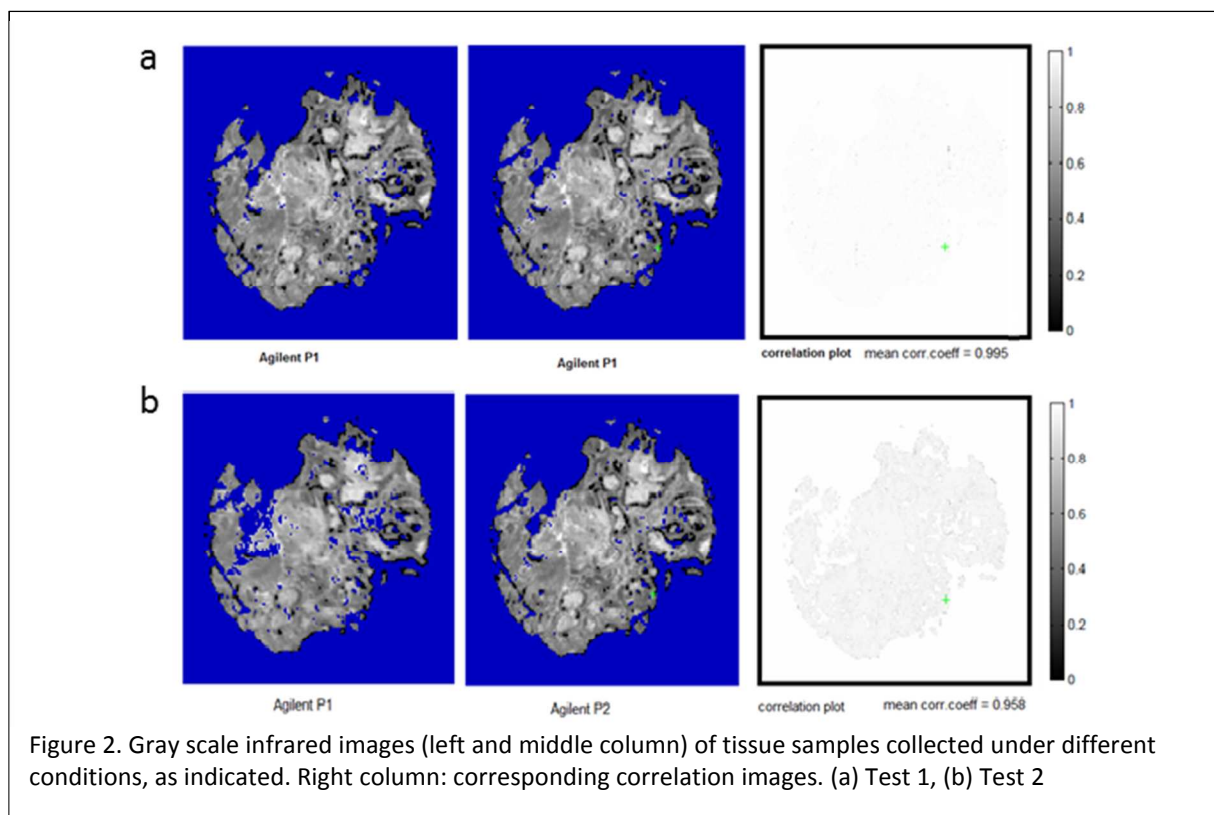 a
1
0.8
0.6
0.4
0.2
0
Agilent P1
Agilent P1
correlation plot mean corr.coeff = 0.995
b
1
0.8
0.6
0.4
0.2
0
Agilent P1
Agilent P2
correlation plot mean corr.coeff = 0.958
Figure 2. Gray scale infrared images (left and middle column) of tissue samples collected under different
conditions, as indicated. Right column: corresponding correlation images. (a) Test 1, (b) Test 2